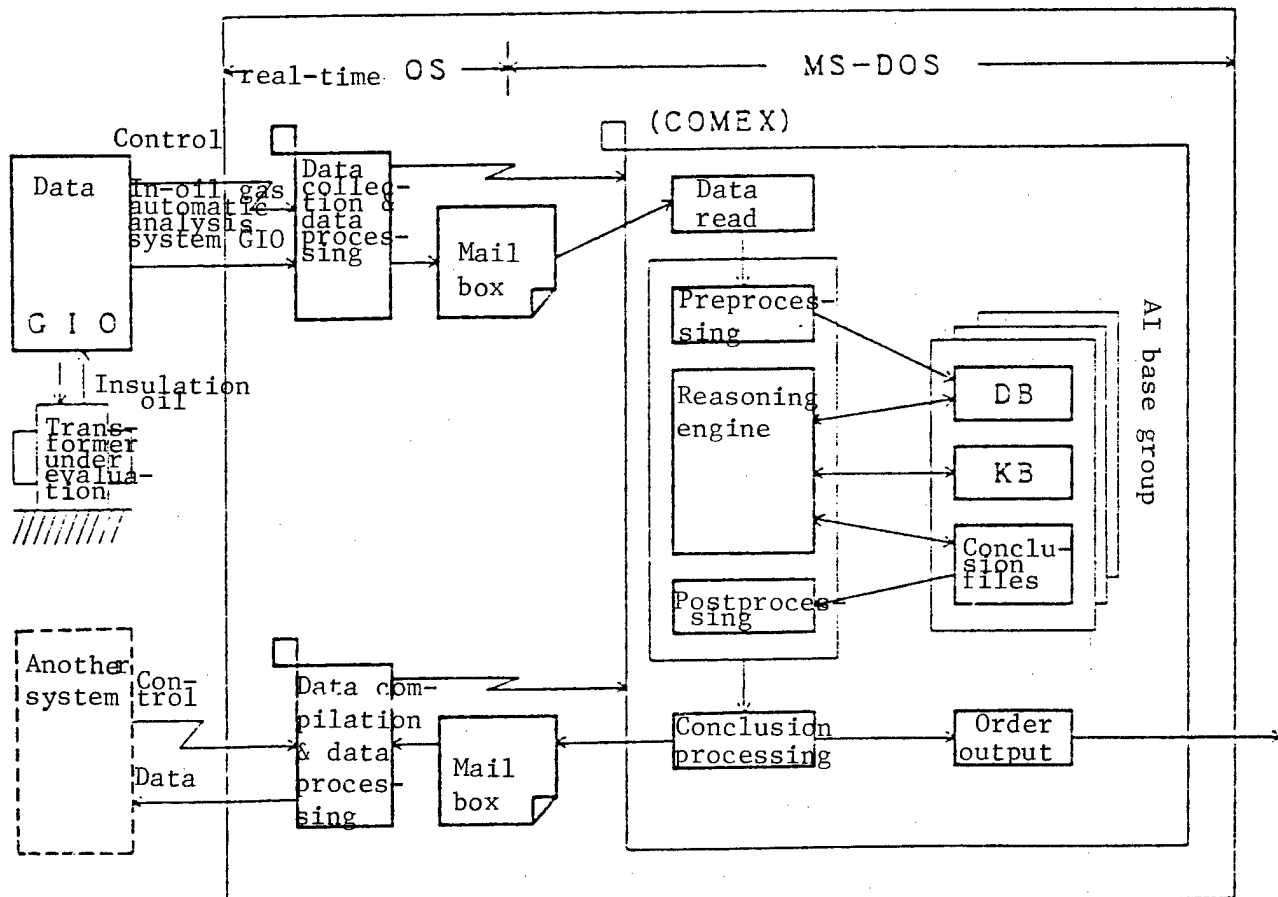 real-time OS
MS-DOS
(COMEX)
Control
Data
In-oil gas
automatic
analysis
system GIO
Data
collec-
tion &
data
proces-
sing
Mail
box
Data
read
GIO
Insulation
oil
Trans-
former
under
evalua-
tion
Preproces-
sing
Reasoning
engine
Postproces-
sing
DB
KB
Conclu-
sion
files
AI base group
Another
system
Con-
trol
Data
Data com-
pilation
& data
proces-
sing
Mail
box
Conclusion
processing
Order
output